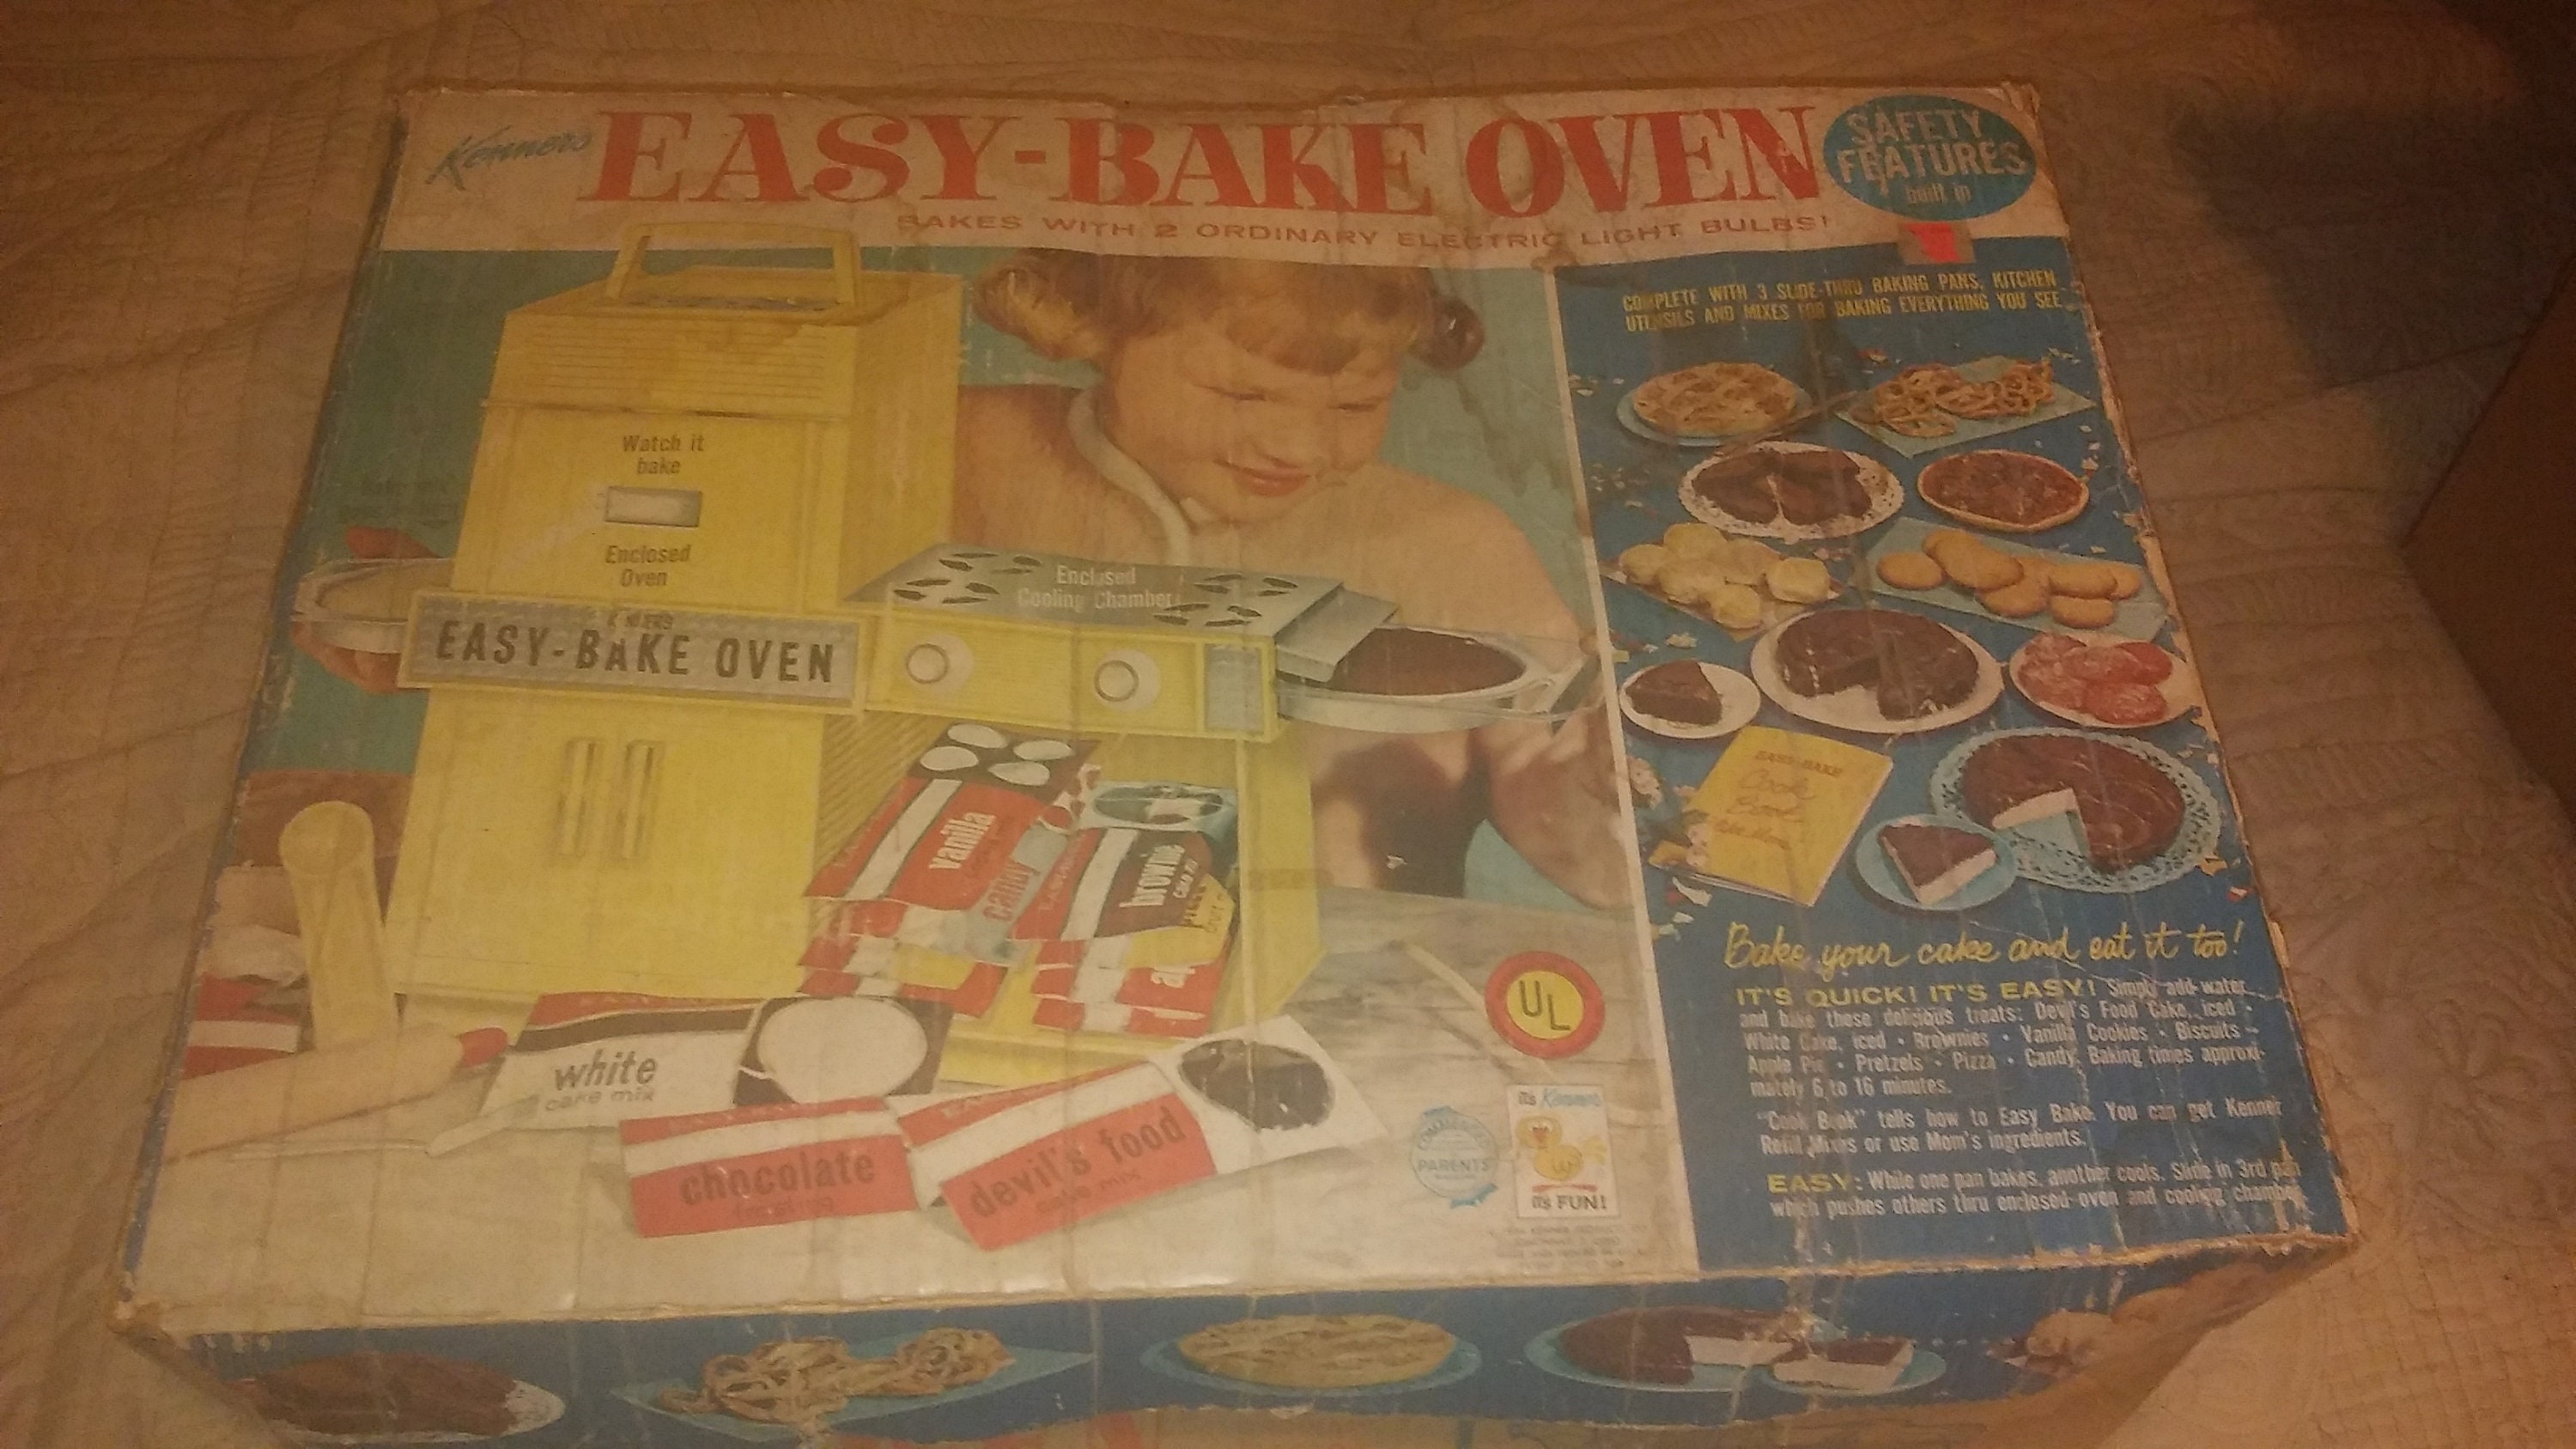 Kenner's
EASY-BAKE OVEN
BAKES WITH 2 ORDINARY ELECTRIC LIGHT BULBS!
SAFETY
FEATURES
built in
COMPLETE WITH 3 SLIDE-THRU BAKING PANS, KITCHEN
UTENSILS AND MIXES FOR BAKING EVERYTHING YOU SEE
Watch it
bake
Enclosed
Oven
KENNER'S
EASY-BAKE OVEN
Enclosed
Cooling Chamber
vanilla
candy
brownie
white
cake mix
chocolate
devil's food
cake mix
UL
COMMENDED
PARENTS'
it's Kenner's
it's FUN!
EASY-BAKE
Cook
Book
Bake your cake and eat it too!
IT'S QUICK! IT'S EASY! Simply add water
and bake these delicious treats: Devil's Food Cake, iced •
White Cake, iced • Brownies • Vanilla Cookies • Biscuits •
Apple Pie • Pretzels • Pizza • Candy. Baking times approxi-
mately 6 to 16 minutes.
"Cook Book" tells how to Easy Bake. You can get Kenner
Refill Mixes or use Mom's ingredients.
EASY: While one pan bakes, another cools. Slide in 3rd pan
which pushes others thru enclosed oven and cooling chamber.